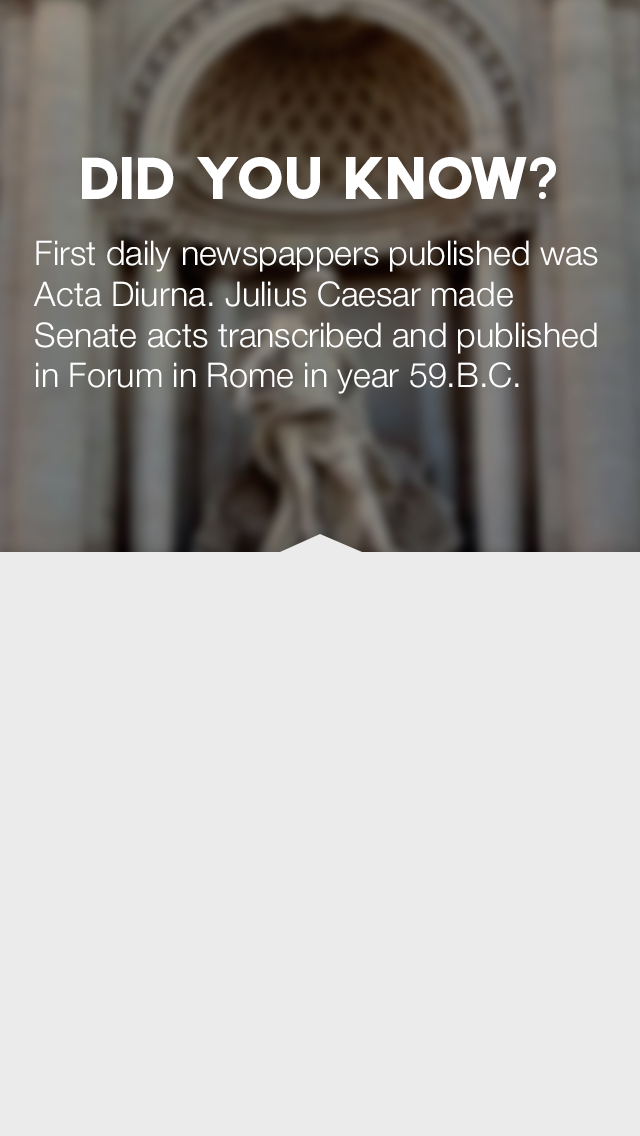 DID YOU KNOW?
First daily newspappers published was
Acta Diurna. Julius Caesar made
Senate acts transcribed and published
in Forum in Rome in year 59.B.C.